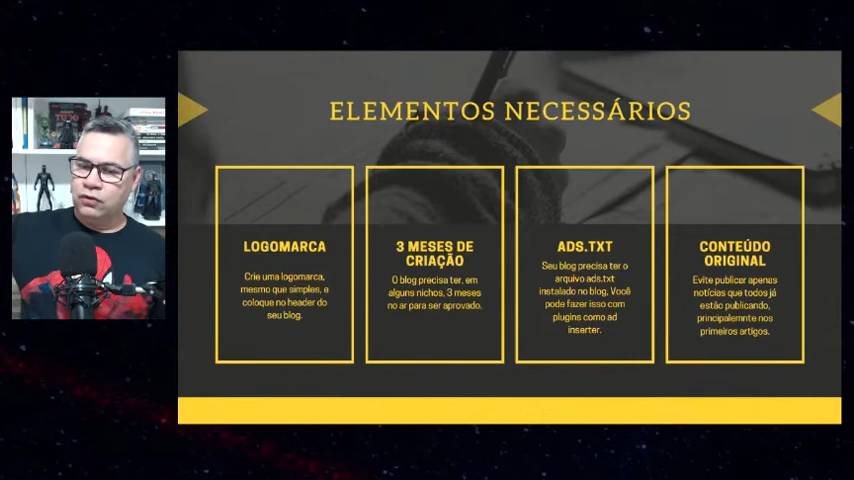 ELEMENTOS NECESSÁRIOS
LOGOMARCA
Crie uma logomarca,
mesmo que simples, e
coloque no header do
seu blog.
3 MESES DE
CRIAÇÃO
O blog precisa ter, em
alguns nichos, 3 meses
no ar para ser aprovado.
ADS.TXT
Seu blog precisa ter o
arquivo ads.txt
instalado no blog. Você
pode fazer isso com
plugins como ad
inserter.
CONTEÚDO
ORIGINAL
Evite publicar apenas
notícias que todos já
estão publicando,
principalemnte nos
primeiros artigos.